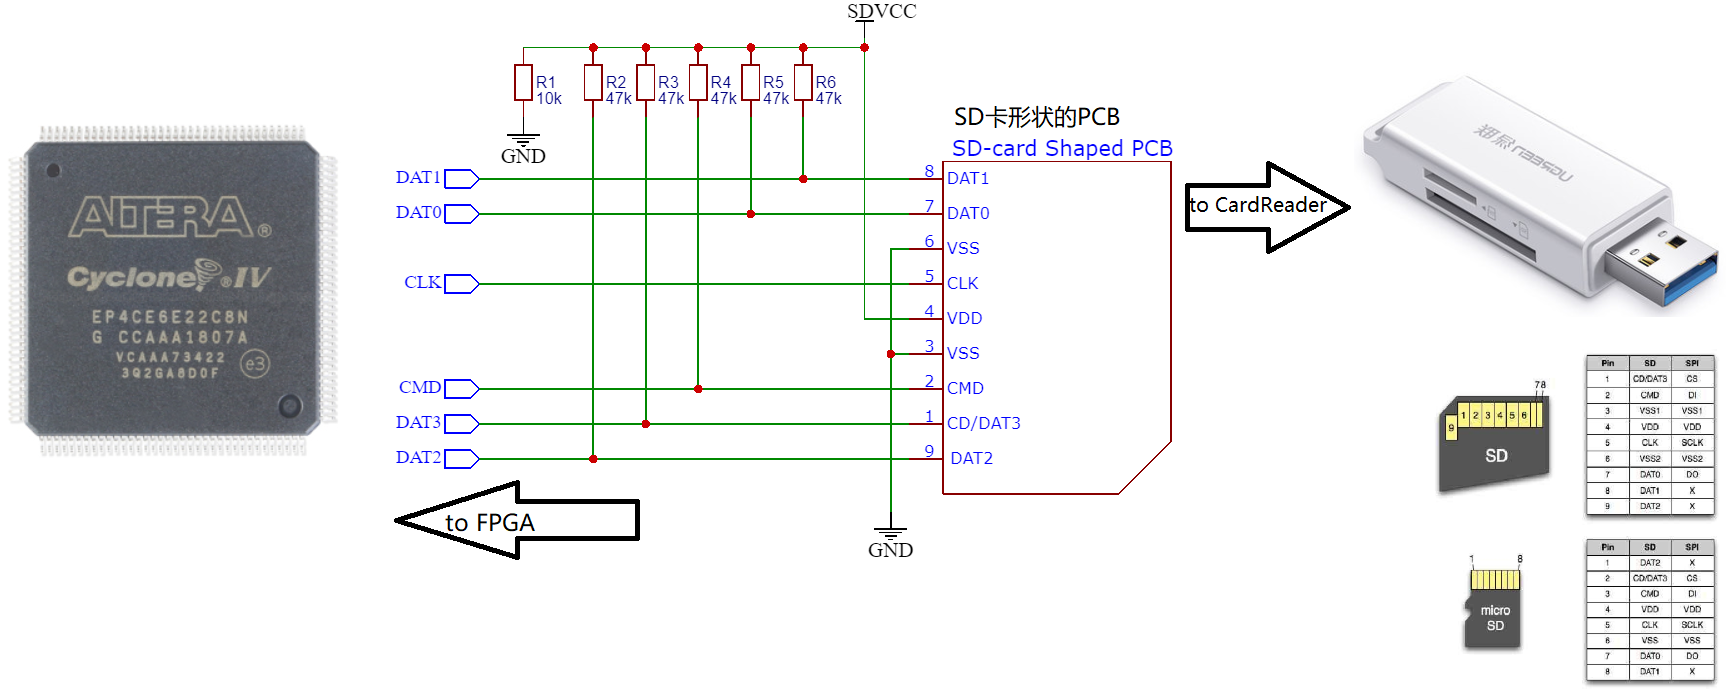 ALTERA®
Cyclone®IV
EP4CE6E22C8N
G CCAAA1807A
VCAAA73422
3Q2GA8D0F
e3
SDVCC
R1
10k
R2
47k
R3
47k
R4
47k
R5
47k
R6
47k
GND
SD卡形状的PCB
SD-card Shaped PCB
DAT1
8
DAT1
DAT0
7
DAT0
6
VSS
CLK
5
CLK
4
VDD
3
VSS
CMD
2
CMD
DAT3
1
CD/DAT3
DAT2
9
DAT2
to FPGA
GND
to CardReader
UGREEN
78
1 2 3 4 5 6
9
SD
Pin SD SPI
1 CD/DAT3 CS
2 CMD DI
3 VSS1 VSS1
4 VDD VDD
5 CLK SCLK
6 VSS2 VSS2
7 DAT0 DO
8 DAT1 X
9 DAT2 X
1 8
micro
SD
Pin SD SPI
1 DAT2 X
2 CD/DAT3 CS
3 CMD DI
4 VDD VDD
5 CLK SCLK
6 VSS VSS
7 DAT0 DO
8 DAT1 X